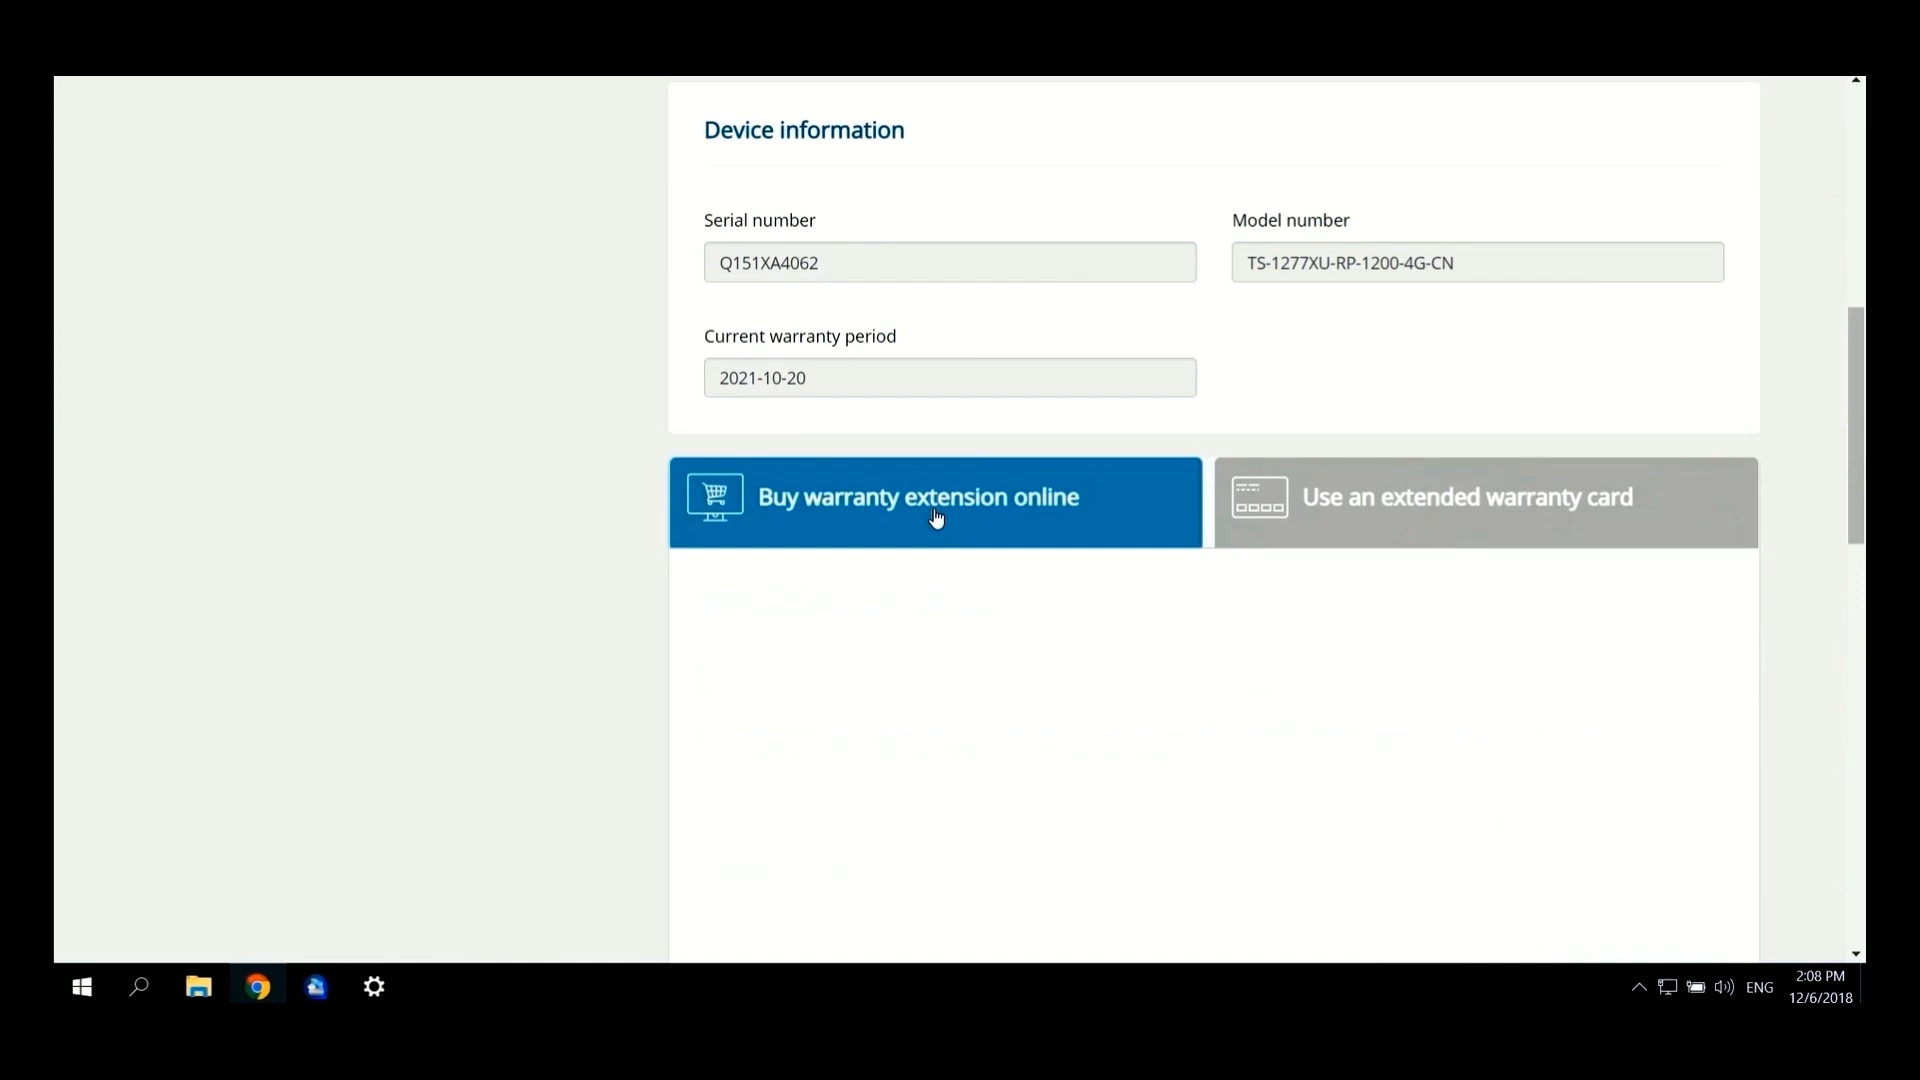 Device information
Serial number
Model number
Q151XA4062
TS-1277XU-RP-1200-4G-CN
Current warranty period
2021-10-20
Buy warranty extension online
Use an extended warranty card
ENG
2:08 PM
12/6/2018